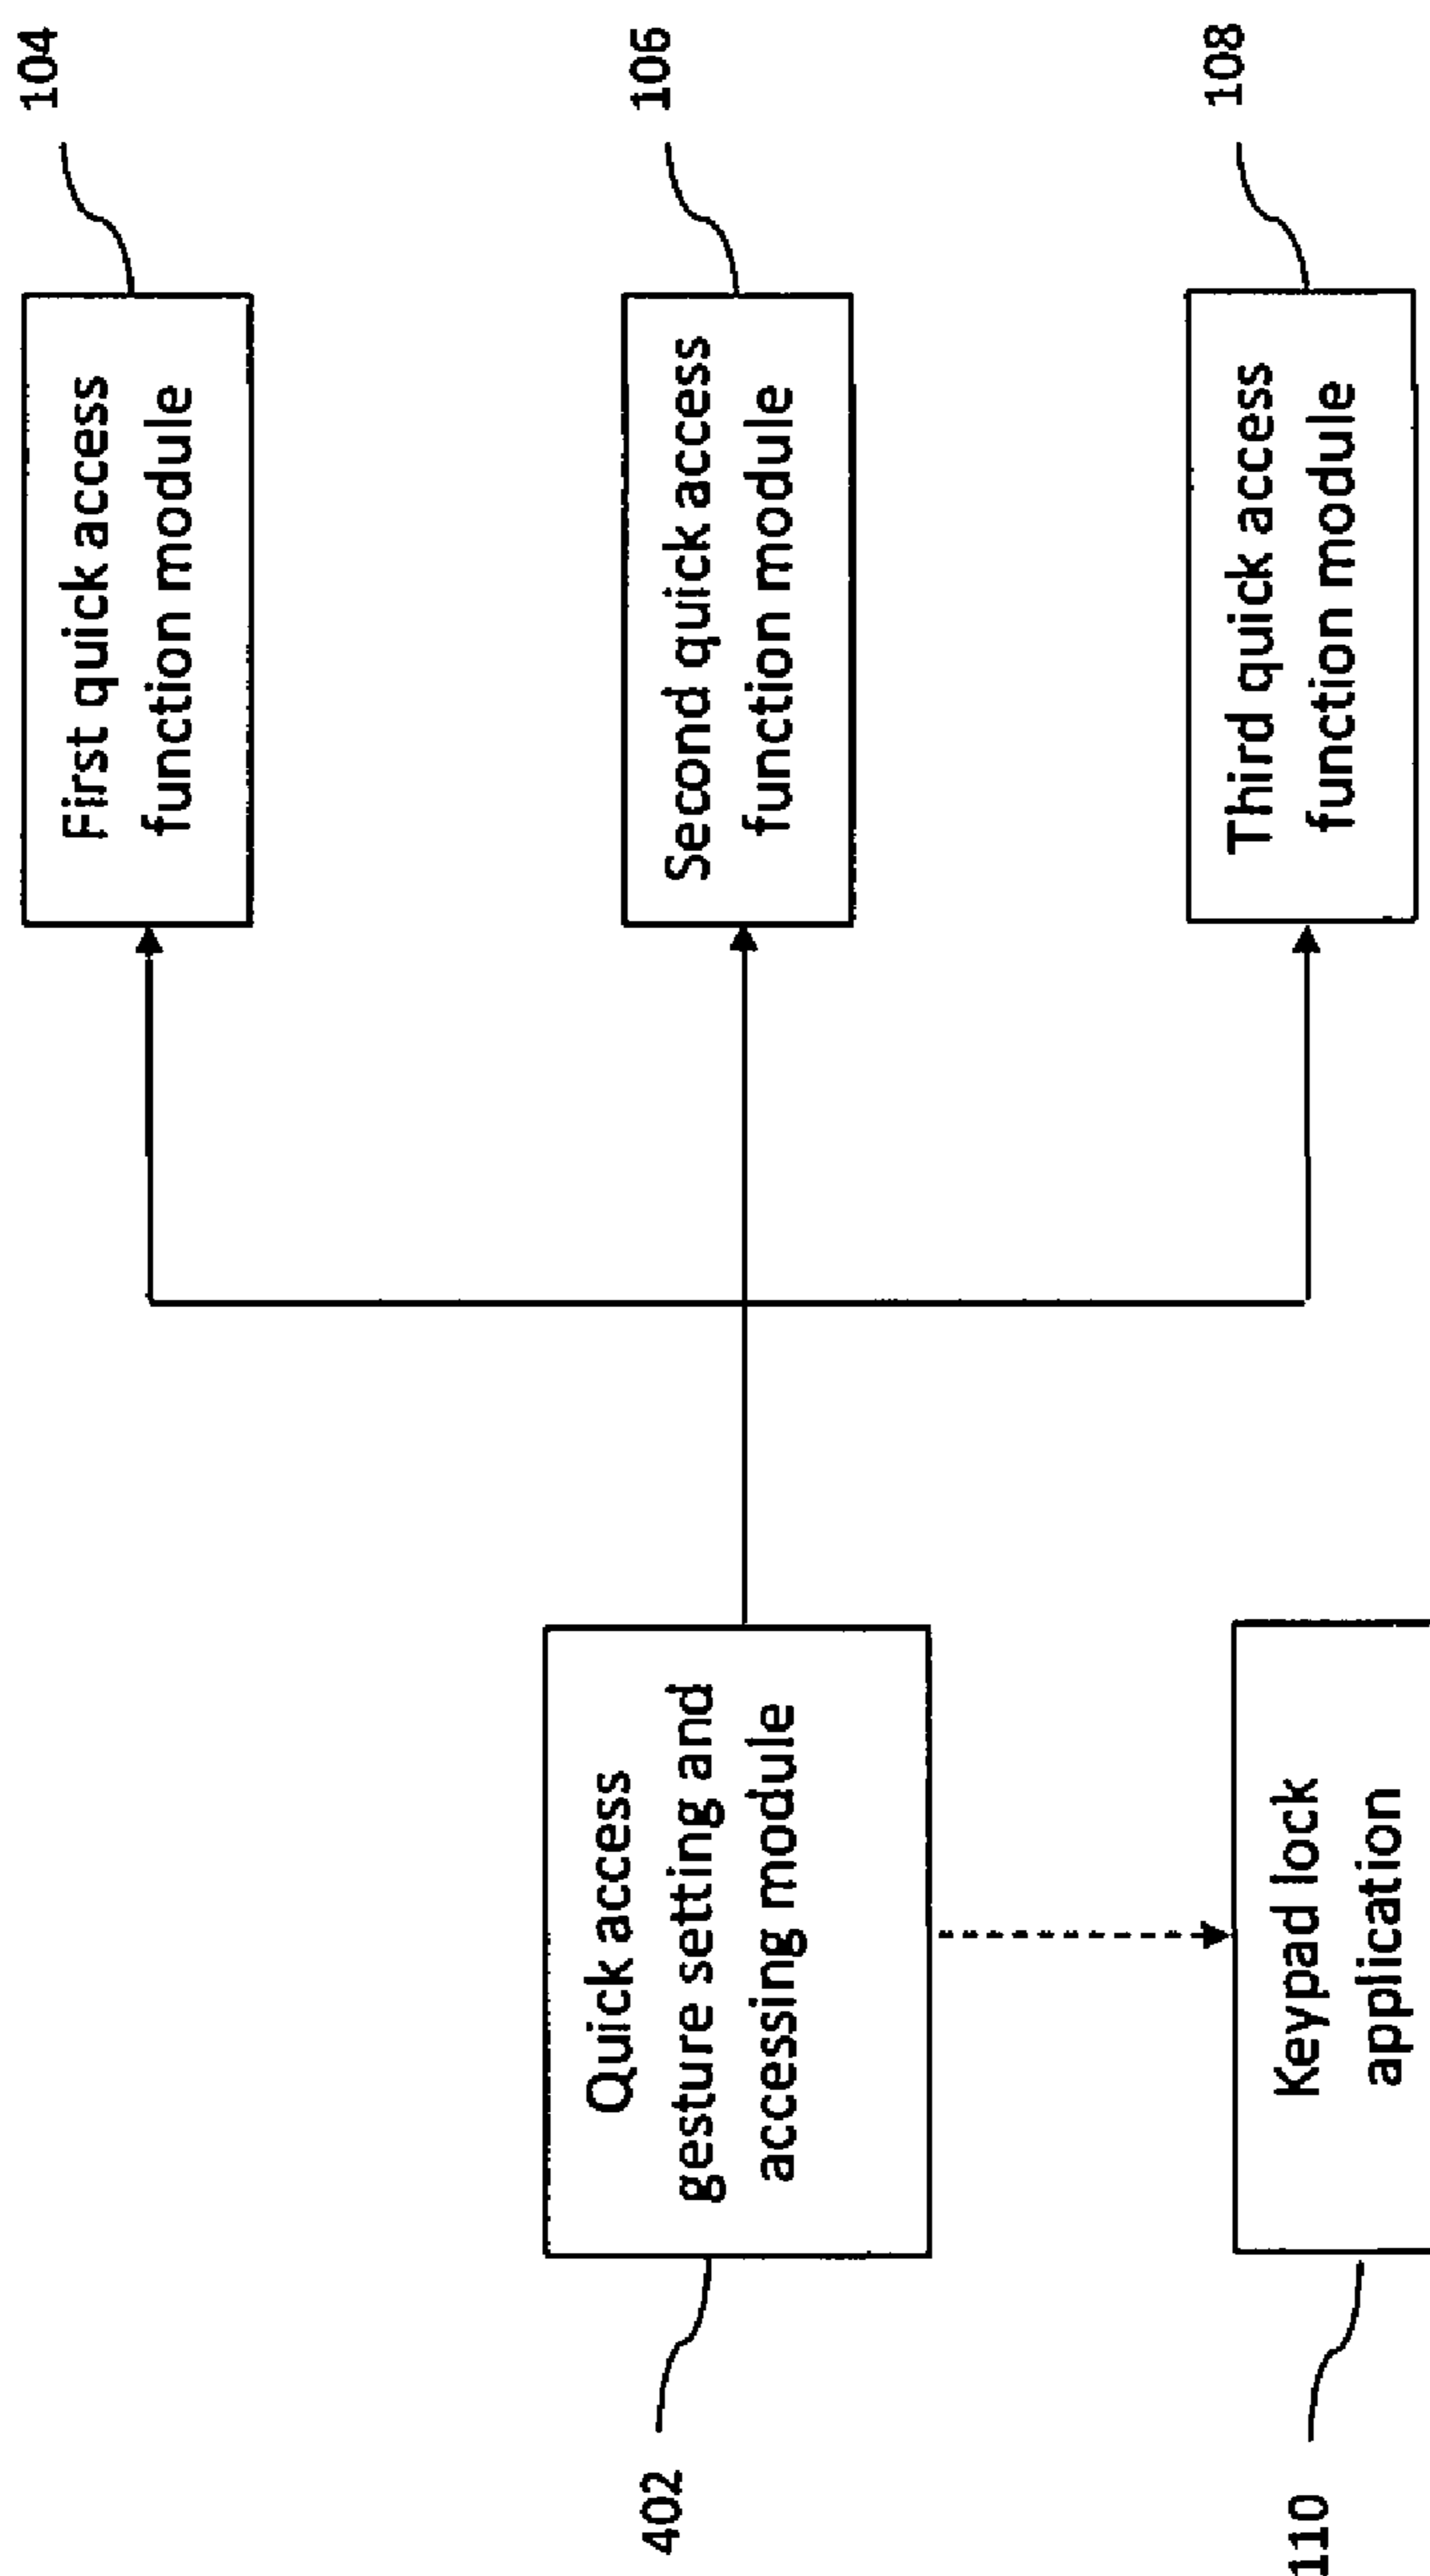 402
Quick access
gesture setting and
accessing module
110
Keypad lock
application
First quick access
function module
104
Second quick access
function module
106
Third quick access
function module
108